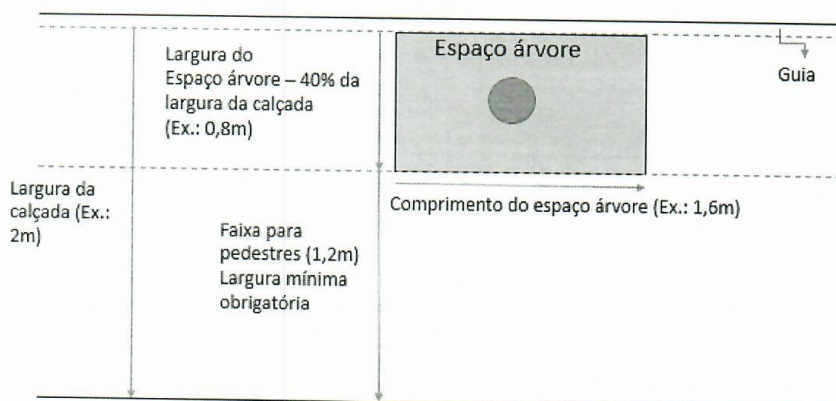 Espaço árvore
Largura do
Espaço árvore – 40% da
largura da calçada
(Ex.: 0,8m)
Guia
Largura da
calçada (Ex.:
2m)
Comprimento do espaço árvore (Ex.: 1,6m)
Faixa para
pedestres (1,2m)
Largura mínima
obrigatória